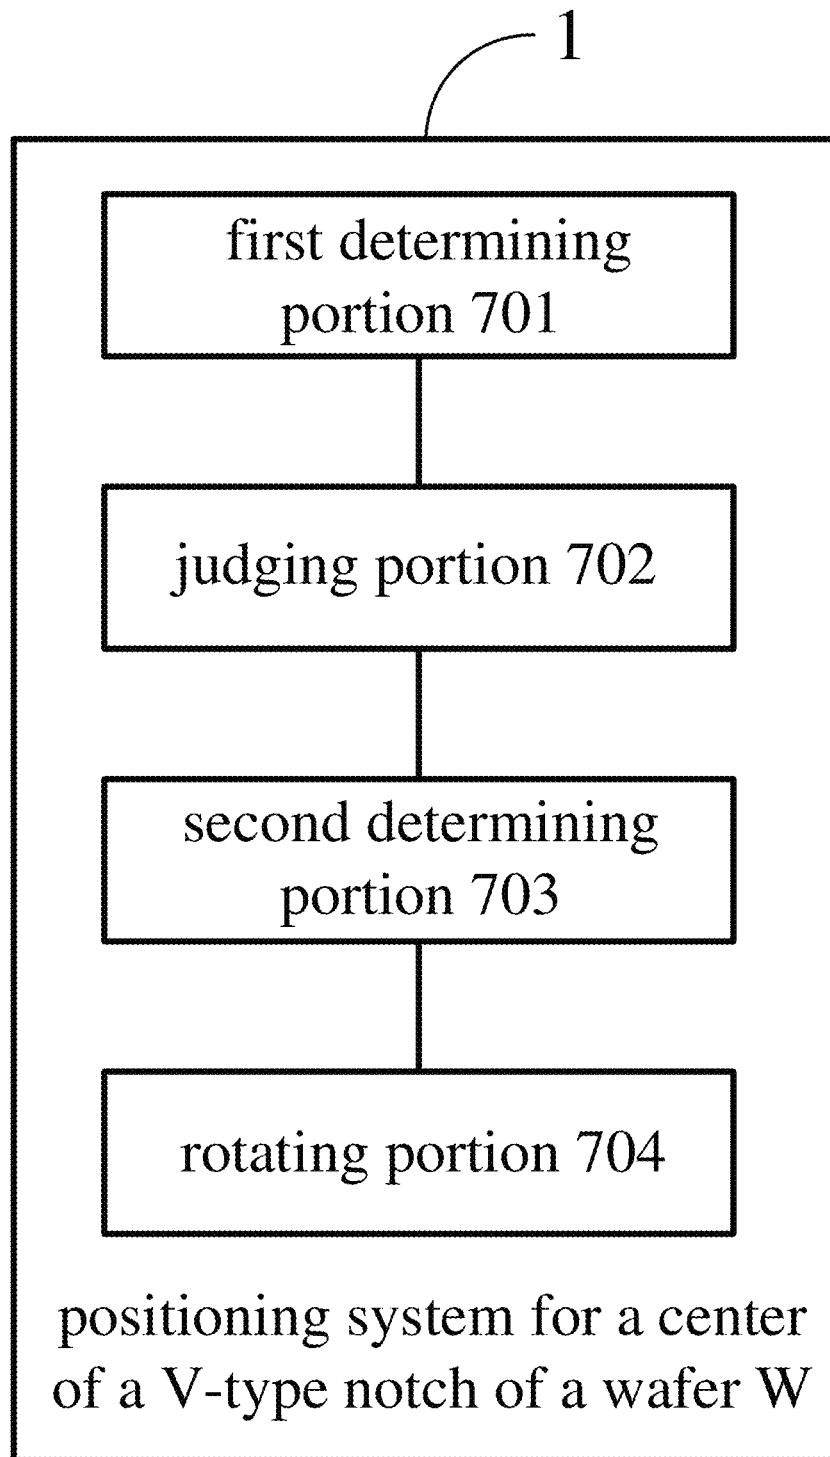 1
first determining
portion 701
judging portion 702
second determining
portion 703
rotating portion 704
positioning system for a center
of a V-type notch of a wafer W